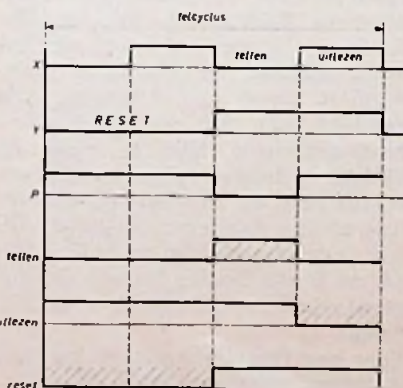 telcyclus
X
tellen
uitlezen
Y
RESET
P
tellen
uitlezen
reset